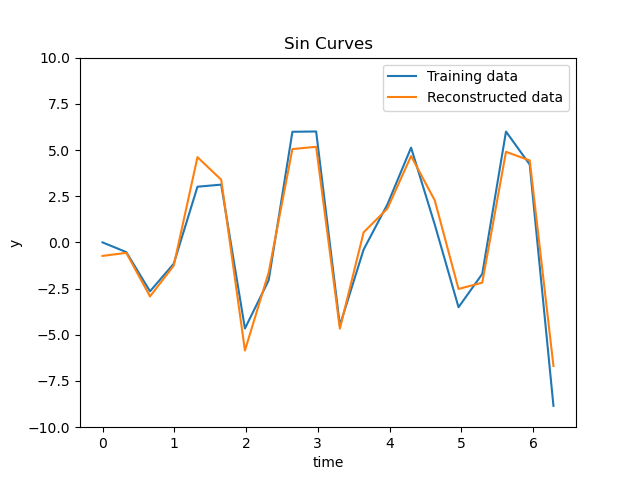 Sin Curves
Training data
Reconstructed data
10.0
7.5
5.0
2.5
0.0
−2.5
−5.0
−7.5
−10.0
y
0 1 2 3 4 5 6
time